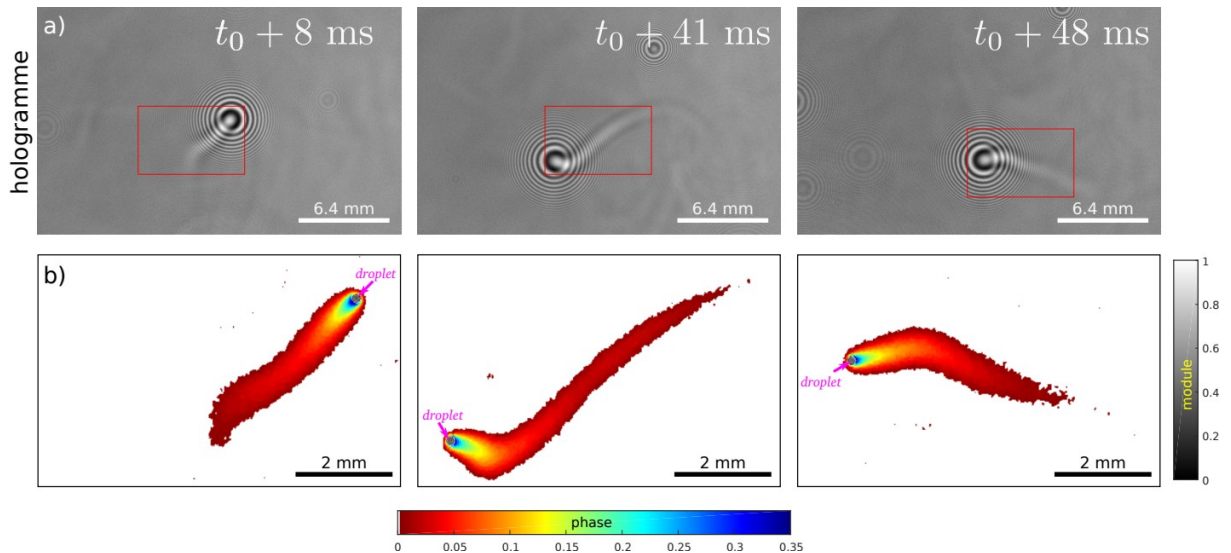 a)
t₀ + 8 ms
t₀ + 41 ms
t₀ + 48 ms
hologramme
6.4 mm
6.4 mm
6.4 mm
b)
droplet
droplet
droplet
2 mm
2 mm
2 mm
1
0.8
0.6
0.4
0.2
0
module
phase
0
0.05
0.1
0.15
0.2
0.25
0.3
0.35